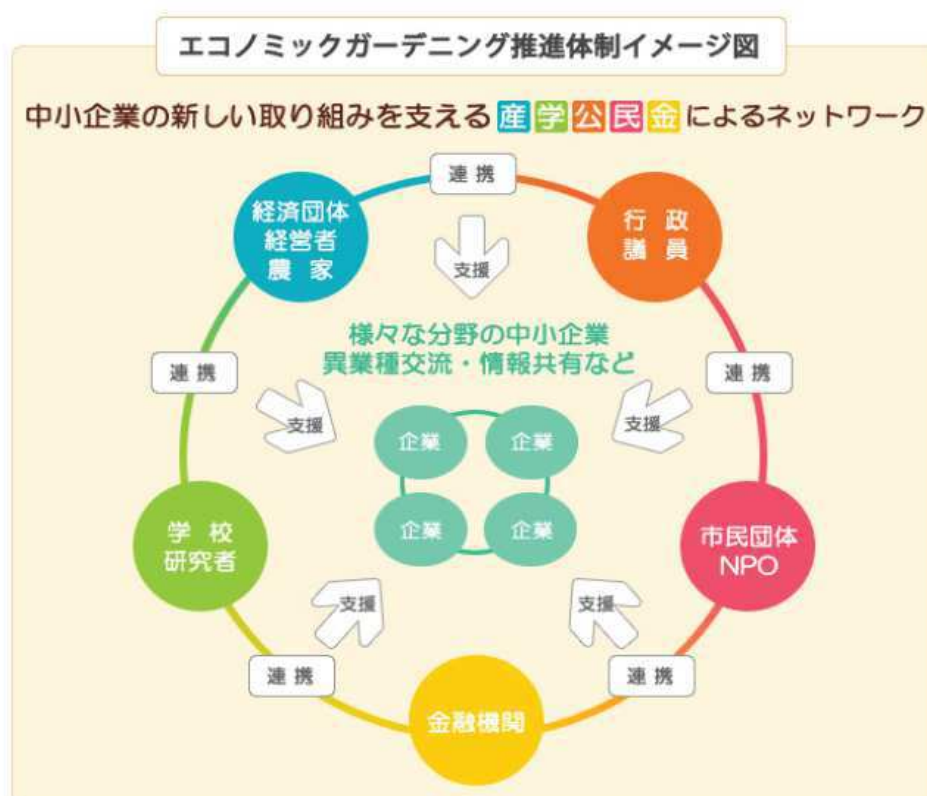 エコノミックガーデニング推進体制イメージ図
中小企業の新しい取り組みを支える産学公民金によるネットワーク
連携
経済団体
経営者
農家
行政
議員
支援
様々な分野の中小企業
異業種交流・情報共有など
連携
連携
支援
支援
企業
企業
企業
企業
学校
研究者
市民団体
NPO
支援
支援
連携
連携
金融機関